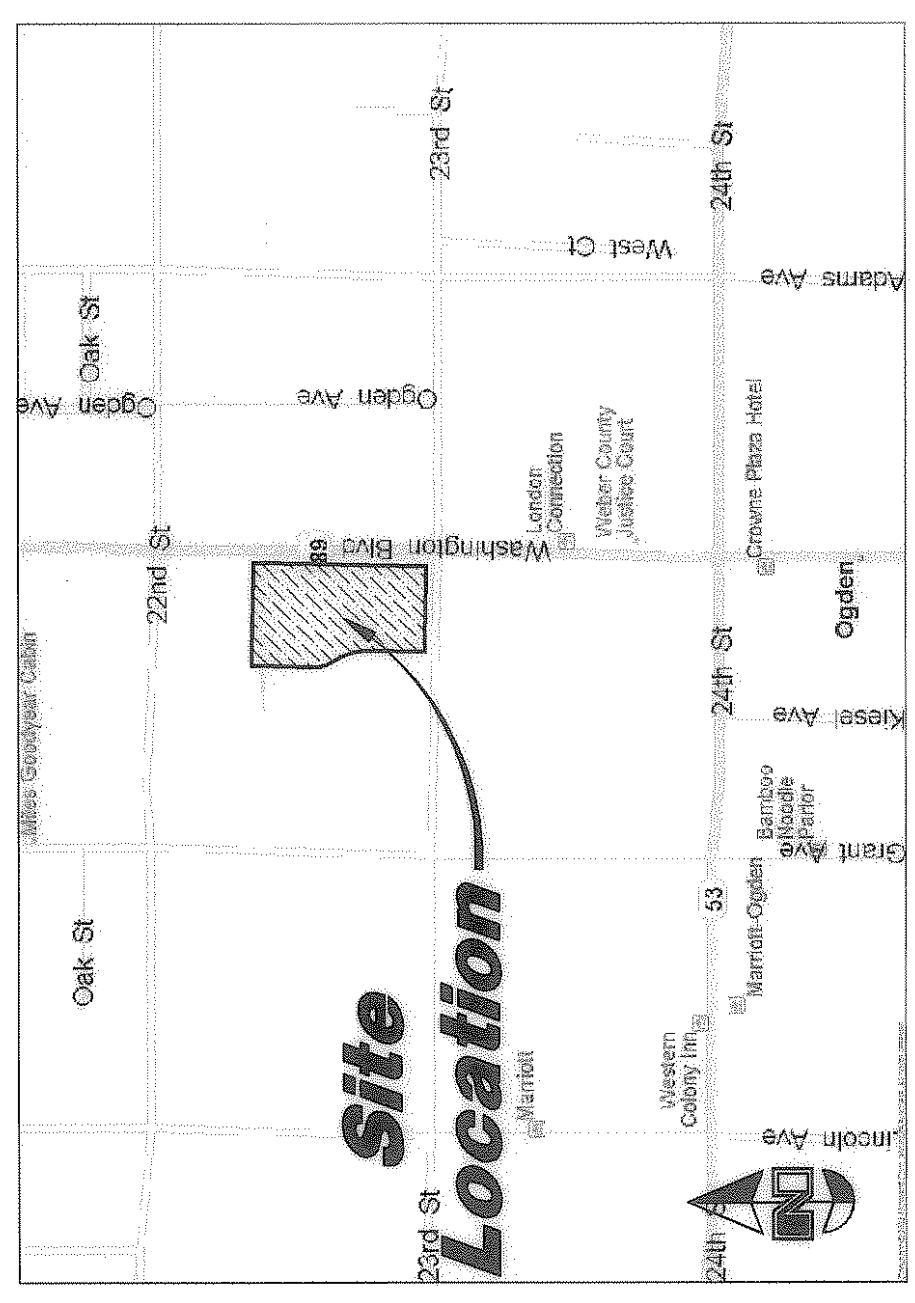 Miles Goodyear Cabin
Oak St
Oak St
Ogden Ave
22nd St
Ogden Ave
89
Washington Blvd
Site
Location
23rd St
23rd St
Marriott
London
Connection
Weber County
Justice Court
West Ct
Western
Colony Inn
24th St
53
24th St
24th St
Marriott-Ogden
Bamboo
Noodle
Parlor
Crowne Plaza Hotel
Lincoln Ave
Grant Ave
Kiesel Ave
Adams Ave
Ogden
N